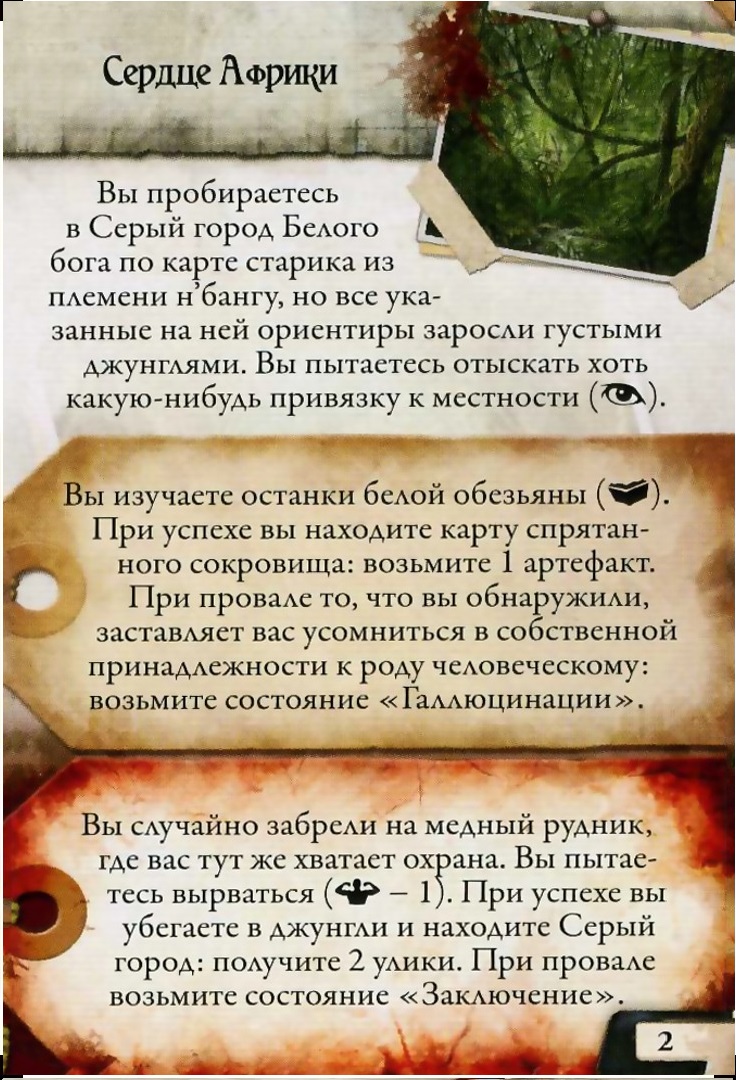 Сердце Африки
Вы пробираетесь
в Серый город Белого
бога по карте старика из
племени н’бангу, но все ука-
занные на ней ориентиры заросли густыми
джунглями. Вы пытаетесь отыскать хоть
какую-нибудь привязку к местности ( ).
Вы изучаете останки белой обезьяны ( ).
При успехе вы находите карту спрятан-
ного сокровища: возьмите 1 артефакт.
При провале то, что вы обнаружили,
заставляет вас усомниться в собственной
принадлежности к роду человеческому:
возьмите состояние «Галлюцинации».
Вы случайно забрели на медный рудник,
где вас тут же хватает охрана. Вы пытае-
тесь вырваться ( – 1). При успехе вы
убегаете в джунгли и находите Серый
город: получите 2 улики. При провале
возьмите состояние «Заключение».
2